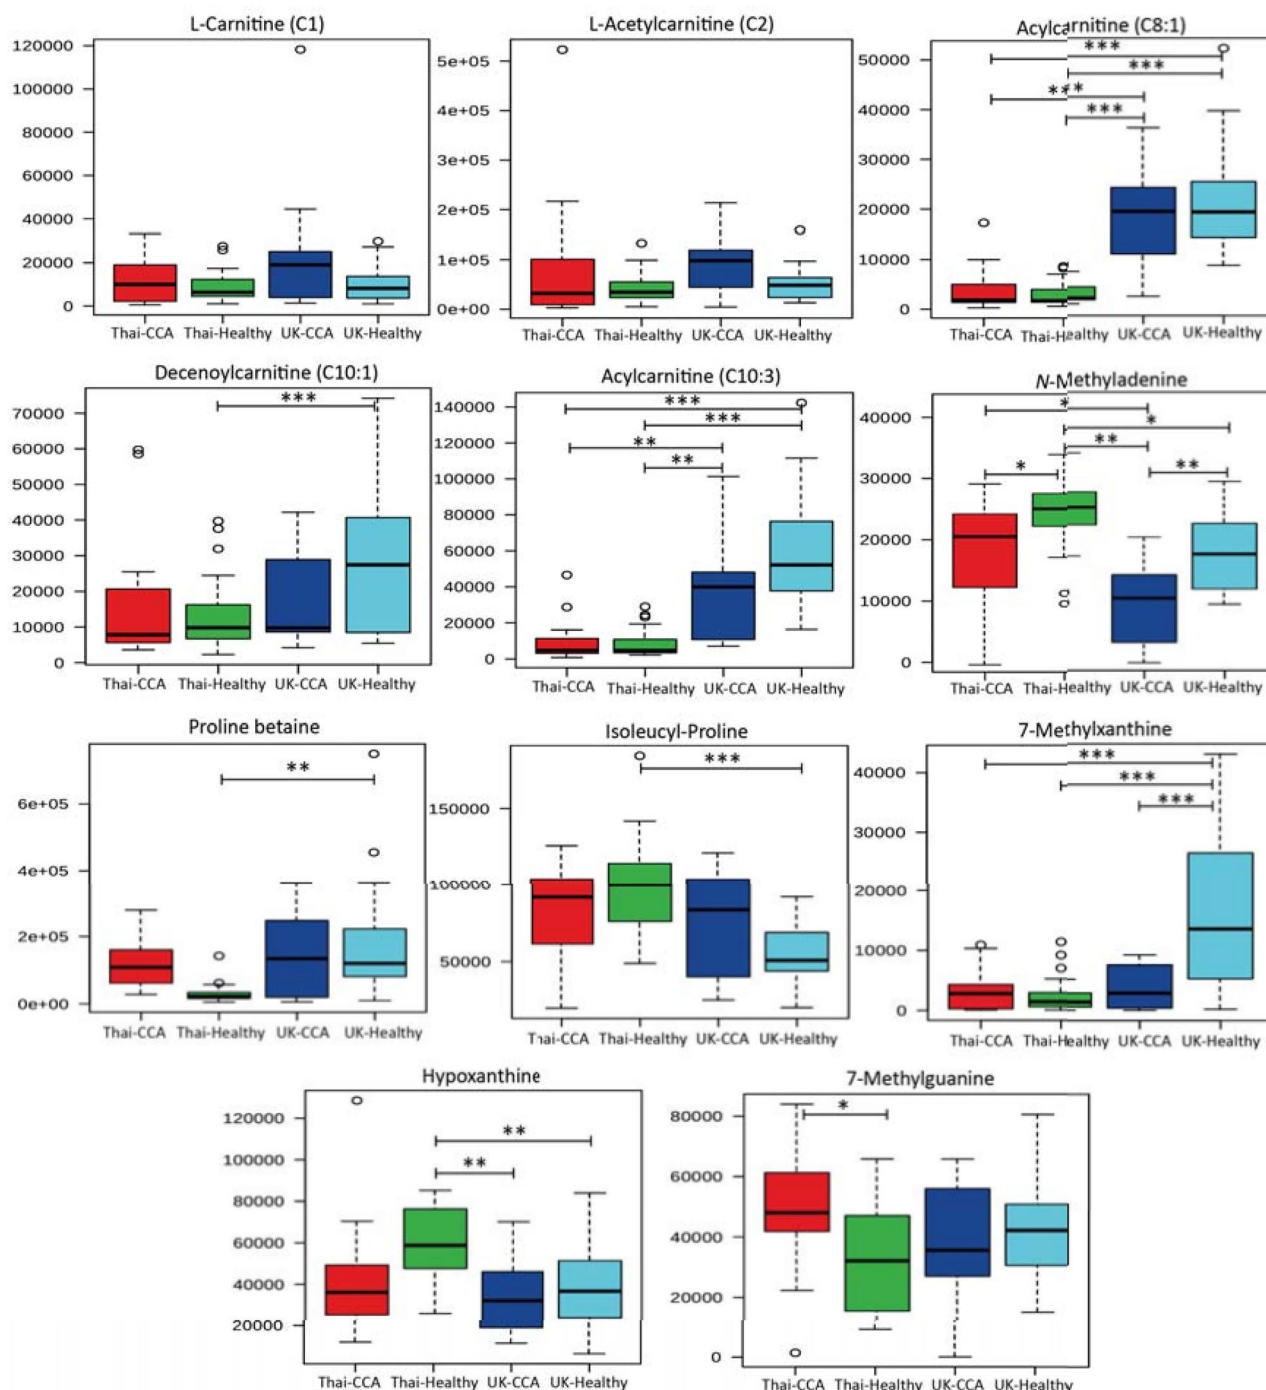 L-Carnitine (C1)
120000
100000
80000
60000
40000
20000
0
Thai-CCA Thai-Healthy UK-CCA UK-Healthy
L-Acetylcarnitine (C2)
5e+05
4e+05
3e+05
2e+05
1e+05
0e+00
Thai-CCA Thai-Healthy UK-CCA UK-Healthy
Acylcarnitine (C8:1)
***
***
***
***
50000
40000
30000
20000
10000
0
Thai-CCA Thai-Healthy UK-CCA UK-Healthy
Decenoylcarnitine (C10:1)
***
70000
60000
50000
40000
30000
20000
10000
0
Thai-CCA Thai-Healthy UK-CCA UK-Healthy
Acylcarnitine (C10:3)
***
***
**
**
140000
120000
100000
80000
60000
40000
20000
0
Thai-CCA Thai-Healthy UK-CCA UK-Healthy
N-Methyladenine
*
*
**
*
**
40000
30000
20000
10000
0
Thai-CCA Thai-Healthy UK-CCA UK-Healthy
Proline betaine
**
6e+05
4e+05
2e+05
0e+00
Thai-CCA Thai-Healthy UK-CCA UK-Healthy
Isoleucyl-Proline
***
150000
100000
50000
Thai-CCA Thai-Healthy UK-CCA UK-Healthy
7-Methylxanthine
***
***
***
40000
30000
20000
10000
0
Thai-CCA Thai-Healthy UK-CCA UK-Healthy
Hypoxanthine
**
**
120000
100000
80000
60000
40000
20000
Thai-CCA Thai-Healthy UK-CCA UK-Healthy
7-Methylguanine
*
80000
60000
40000
20000
0
Thai-CCA Thai-Healthy UK-CCA UK-Healthy